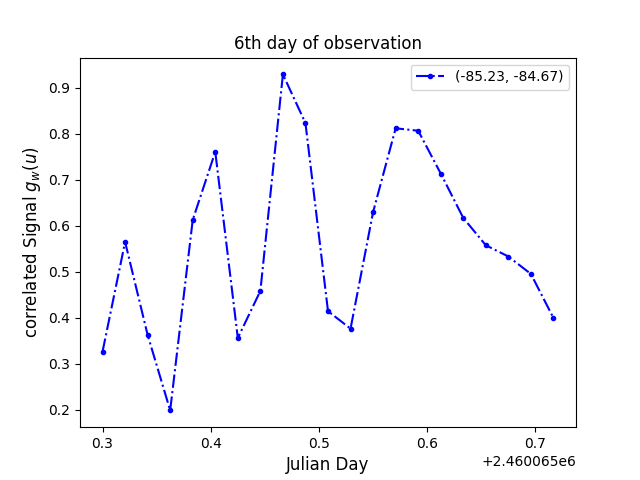 6th day of observation
(-85.23, -84.67)
correlated Signal g_w(u)
0.9
0.8
0.7
0.6
0.5
0.4
0.3
0.2
0.3 0.4 0.5 0.6 0.7
+2.460065e6
Julian Day